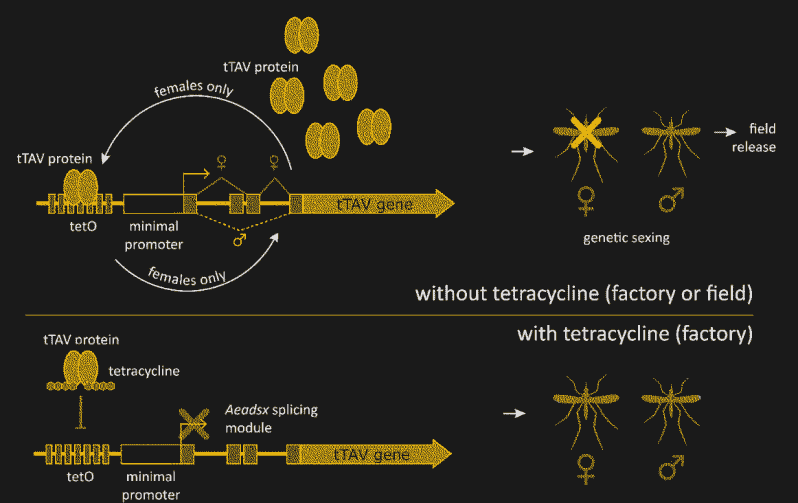 tTAV protein
females only
tTAV protein
tetO
minimal
promoter
tTAV gene
females only
field
release
genetic sexing
without tetracycline (factory or field)
with tetracycline (factory)
tTAV protein
tetracycline
Aeadsx splicing
module
tetO
minimal
promoter
tTAV gene